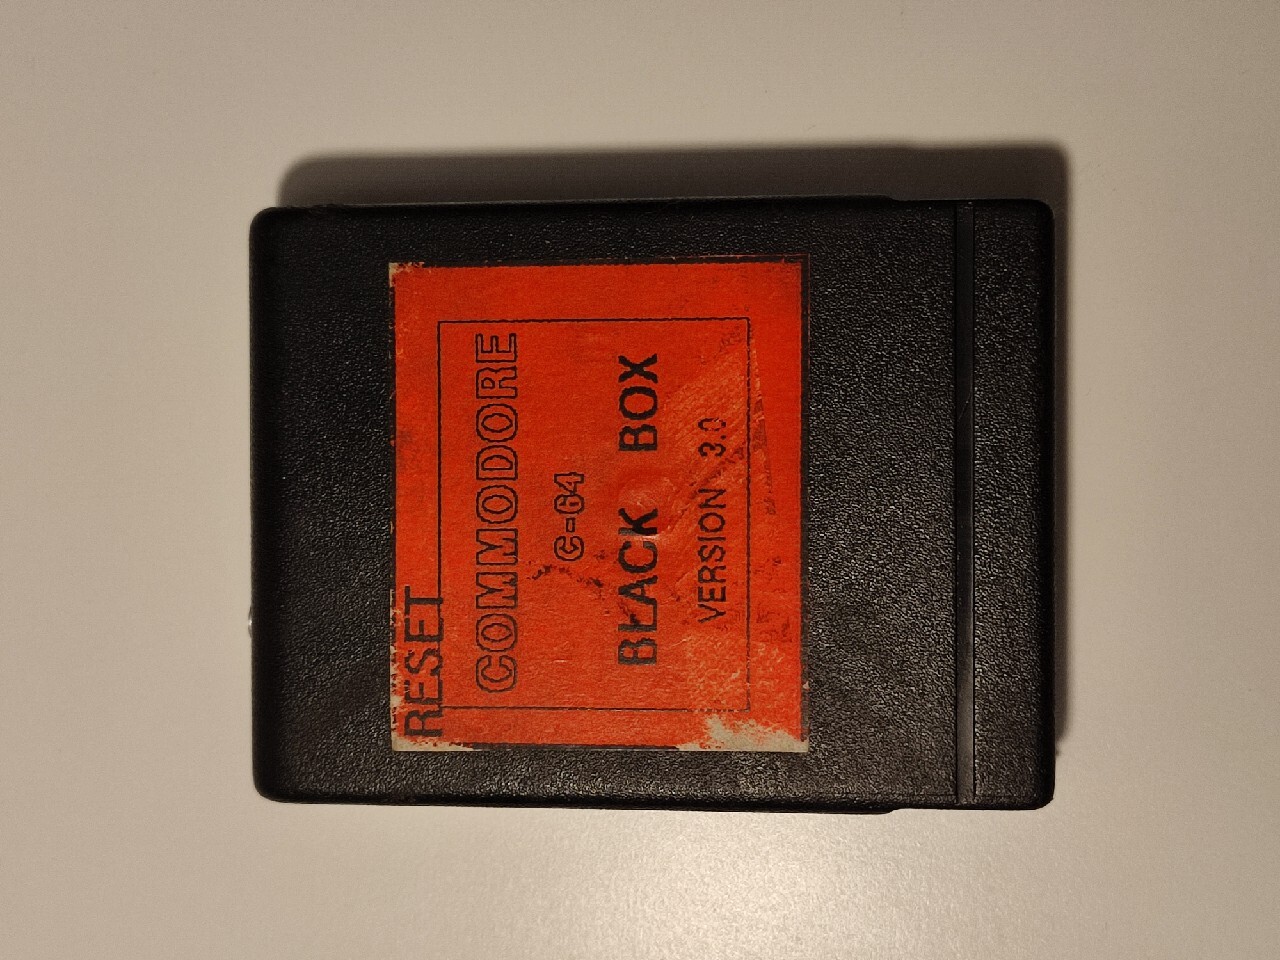 RESET
COMMODORE
C-64
BLACK BOX
VERSION 3.0